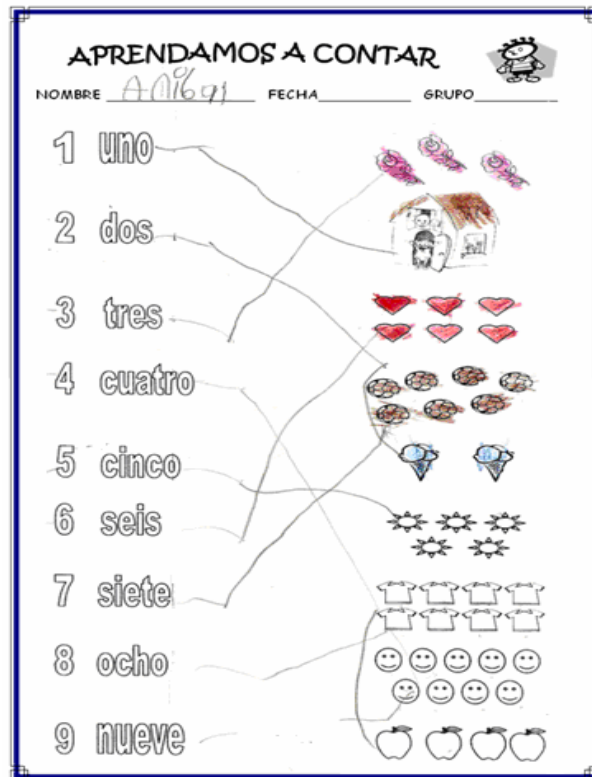 APRENDAMOS A CONTAR
NOMBRE FECHA GRUPO
1 uno
2 dos
3 tres
4 cuatro
5 cinco
6 seis
7 siete
8 ocho
9 nueve